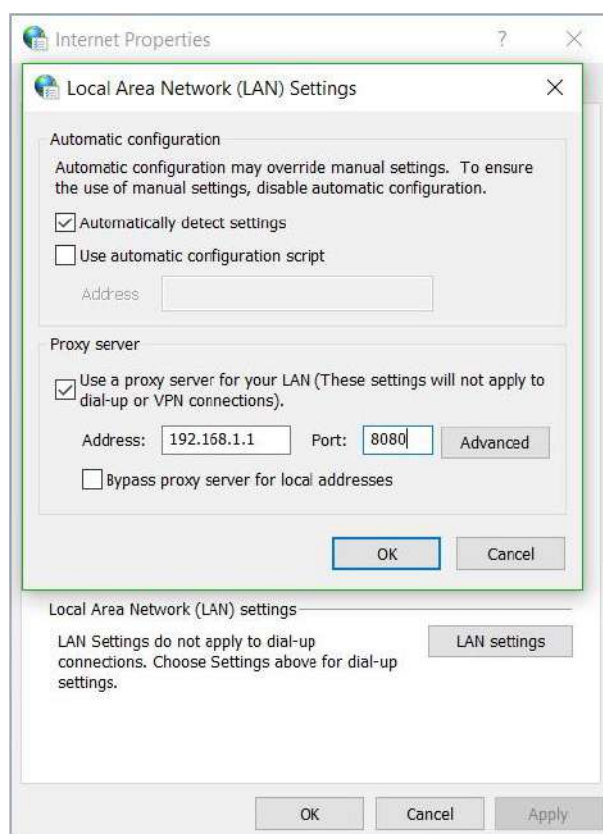 Internet Properties
Local Area Network (LAN) Settings
Automatic configuration
Automatic configuration may override manual settings. To ensure
the use of manual settings, disable automatic configuration.
Automatically detect settings
Use automatic configuration script
Address
Proxy server
Use a proxy server for your LAN (These settings will not apply to
dial-up or VPN connections).
Address: 192.168.1.1 Port: 8080 Advanced
Bypass proxy server for local addresses
OK Cancel
Local Area Network (LAN) settings
LAN Settings do not apply to dial-up LAN settings
connections. Choose Settings above for dial-up
settings.
OK Cancel Apply